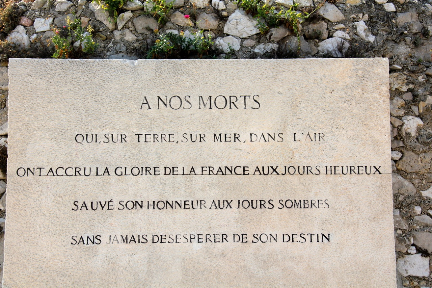 A NOS MORTS
QUI, SUR TERRE, SUR MER, DANS L'AIR
ONT ACCRU LA GLOIRE DE LA FRANCE AUX JOURS HEUREUX
SAUVÉ SON HONNEUR AUX JOURS SOMBRES
SANS JAMAIS DESESPERER DE SON DESTIN